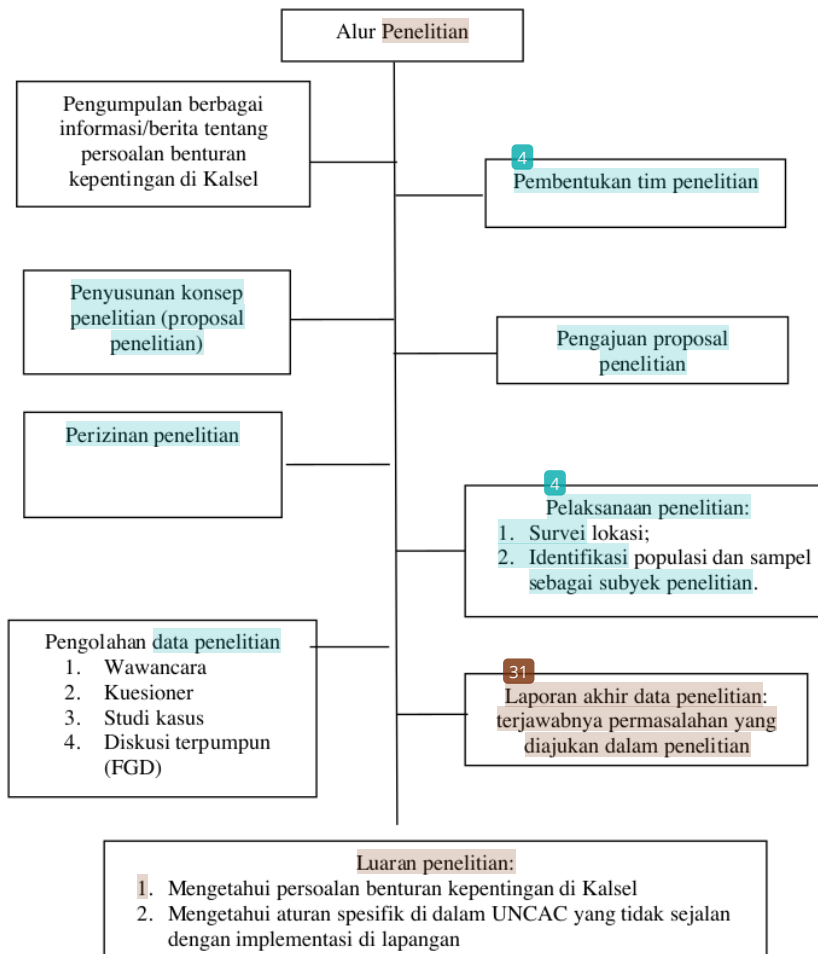 Alur Penelitian
Pengumpulan berbagai
informasi/berita tentang
persoalan benturan
kepentingan di Kalsel
4
Pembentukan tim penelitian
Penyusunan konsep
penelitian (proposal
penelitian)
Pengajuan proposal
penelitian
Perizinan penelitian
4
Pelaksanaan penelitian:
1. Survei lokasi;
2. Identifikasi populasi dan sampel
sebagai subyek penelitian.
Pengolahan data penelitian
1. Wawancara
2. Kuesioner
3. Studi kasus
4. Diskusi terpumpun
(FGD)
31
Laporan akhir data penelitian:
terjawabnya permasalahan yang
diajukan dalam penelitian
Luaran penelitian:
1. Mengetahui persoalan benturan kepentingan di Kalsel
2. Mengetahui aturan spesifik di dalam UNCAC yang tidak sejalan
dengan implementasi di lapangan